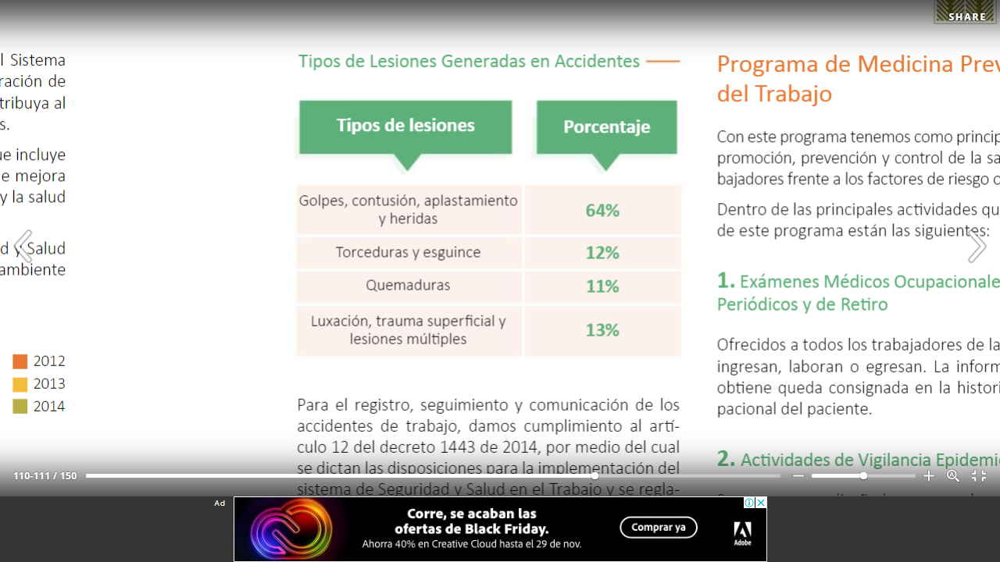 SHARE
l Sistema
ración de
tribuya al
s.
ue incluye
e mejora
y la salud
d y Salud
ambiente
2012
2013
2014
Tipos de Lesiones Generadas en Accidentes
Tipos de lesiones
Porcentaje
Golpes, contusión, aplastamiento
y heridas
64%
Torceduras y esguince
12%
Quemaduras
11%
Luxación, trauma superficial y
lesiones múltiples
13%
Para el registro, seguimiento y comunicación de los
accidentes de trabajo, damos cumplimiento al artí-
culo 12 del decreto 1443 de 2014, por medio del cual
se dictan las disposiciones para la implementación del
sistema de Seguridad y Salud en el Trabajo y se regla-
Programa de Medicina Prev
del Trabajo
Con este programa tenemos como princip
promoción, prevención y control de la sa
bajadores frente a los factores de riesgo o
Dentro de las principales actividades qu
de este programa están las siguientes:
1. Exámenes Médicos Ocupacionale
Periódicos y de Retiro
Ofrecidos a todos los trabajadores de la
ingresan, laboran o egresan. La inform
obtiene queda consignada en la histori
pacional del paciente.
2. Actividades de Vigilancia Epidemi
110-111 / 150
Ad
Corre, se acaban las
ofertas de Black Friday.
Ahorra 40% en Creative Cloud hasta el 29 de nov.
Comprar ya
Adobe